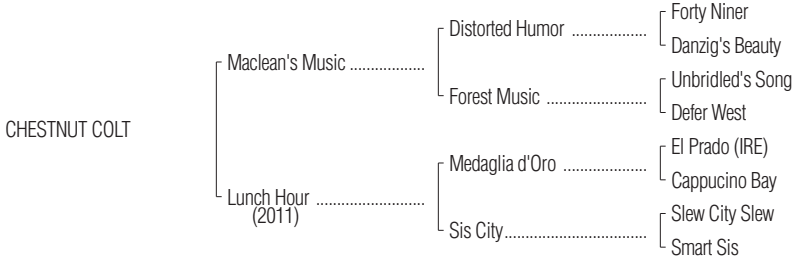 Forty Niner
Distorted Humor ..................
Danzig's Beauty
Maclean's Music ..................
Unbridled's Song
Forest Music ........................
Defer West
CHESTNUT COLT
El Prado (IRE)
Medaglia d'Oro ....................
Cappucino Bay
Lunch Hour ..........................
(2011)
Slew City Slew
Sis City..................................
Smart Sis